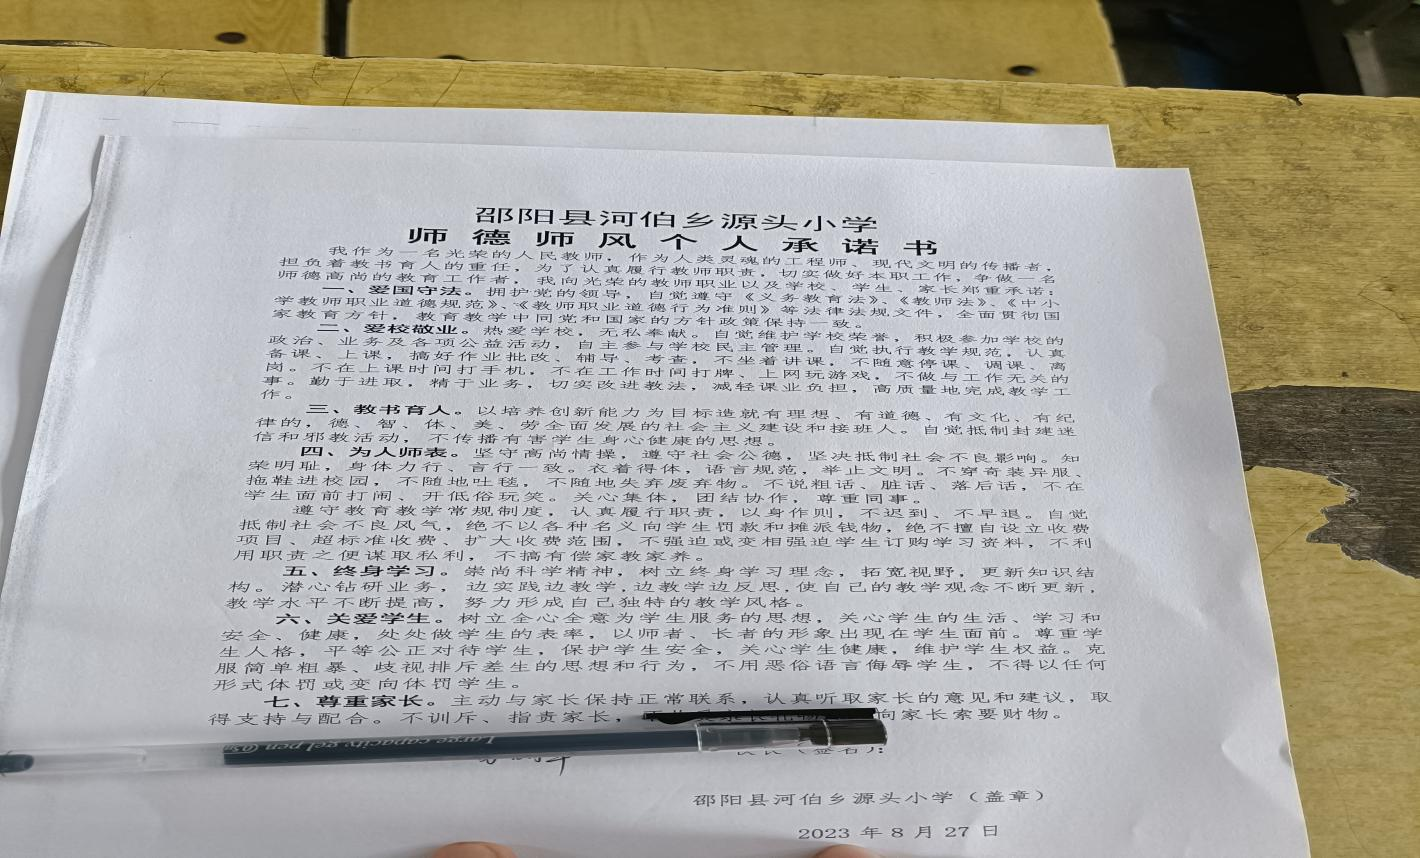 邵阳县河伯乡源头小学
师德师风个人承诺书
我作为一名光荣的人民教师，作为人类灵魂的工程师、现代文明的传播者，
担负着教书育人的重任，为了认真履行教师职责，切实做好本职工作，争做一名
师德高尚的教育工作者，我向光荣的教师职业以及学校、学生、家长郑重承诺：
一、爱国守法。拥护党的领导，自觉遵守《义务教育法》、《教师法》、《中小
学教师职业道德规范》、《教师职业道德行为准则》等法律法规文件，全面贯彻国
家教育方针，教育教学中同党和国家的方针政策保持一致。
二、爱校敬业。热爱学校，无私奉献。自觉维护学校荣誉，积极参加学校的
政治、业务及各项公益活动，自主参与学校民主管理。自觉执行教学规范，认真
备课、上课，搞好作业批改、辅导、考查，不坐着讲课，不随意停课、调课、离
岗。不在上课时间打手机，不在工作时间打牌、上网玩游戏，不做与工作无关的
事。勤于进取，精于业务，切实改进教法，减轻课业负担，高质量地完成教学工
作。
三、教书育人。以培养创新能力为目标造就有理想、有道德、有文化、有纪
律的，德、智、体、美、劳全面发展的社会主义建设和接班人。自觉抵制封建迷
信和邪教活动，不传播有害学生身心健康的思想。
四、为人师表。坚守高尚情操，遵守社会公德，坚决抵制社会不良影响。知
荣明耻，身体力行、言行一致。衣着得体，语言规范，举止文明。不穿奇装异服、
拖鞋进校园，不随地吐毯，不随地失弃废弃物。不说粗话、脏话、落后话，不在
学生面前打闹、开低俗玩笑。关心集体，团结协作，尊重同事。
遵守教育教学常规制度，认真履行职责，以身作则，不迟到、不早退。自觉
抵制社会不良风气，绝不以各种名义向学生罚款和摊派钱物，绝不擅自设立收费
项目、超标准收费、扩大收费范围，不强迫或变相强迫学生订购学习资料，不利
用职责之便谋取私利，不搞有偿家教家养。
五、终身学习。崇尚科学精神，树立终身学习理念，拓宽视野，更新知识结
构。潜心钻研业务，边实践边教学,边教学边反思,使自己的教学观念不断更新，
教学水平不断提高，努力形成自己独特的教学风格。
六、关爱学生。树立全心全意为学生服务的思想，关心学生的生活、学习和
安全、健康，处处做学生的表率，以师者、长者的形象出现在学生面前。尊重学
生人格，平等公正对待学生，保护学生安全，关心学生健康，维护学生权益。克
服简单粗暴、歧视排斥差生的思想和行为，不用恶俗语言侮辱学生，不得以任何
形式体罚或变向体罚学生。
七、尊重家长。主动与家长保持正常联系，认真听取家长的意见和建议，取
得支持与配合。不训斥、指责家长，向家长索要财物。
Large capacity gel pen
（签名）：
邵阳县河伯乡源头小学（盖章）
2023 年 8 月 27 日